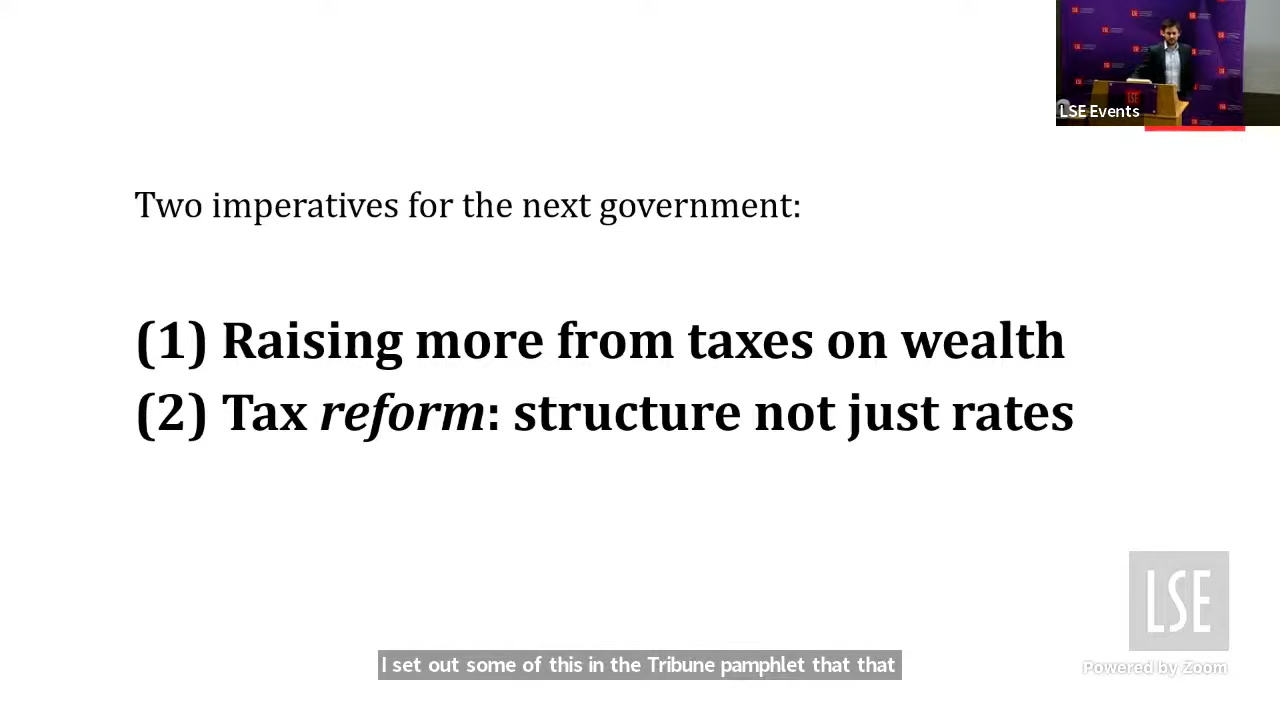 LSE
LSE Events
Two imperatives for the next government:
(1) Raising more from taxes on wealth
(2) Tax reform: structure not just rates
LSE
I set out some of this in the Tribune pamphlet that that
Powered by Zoom